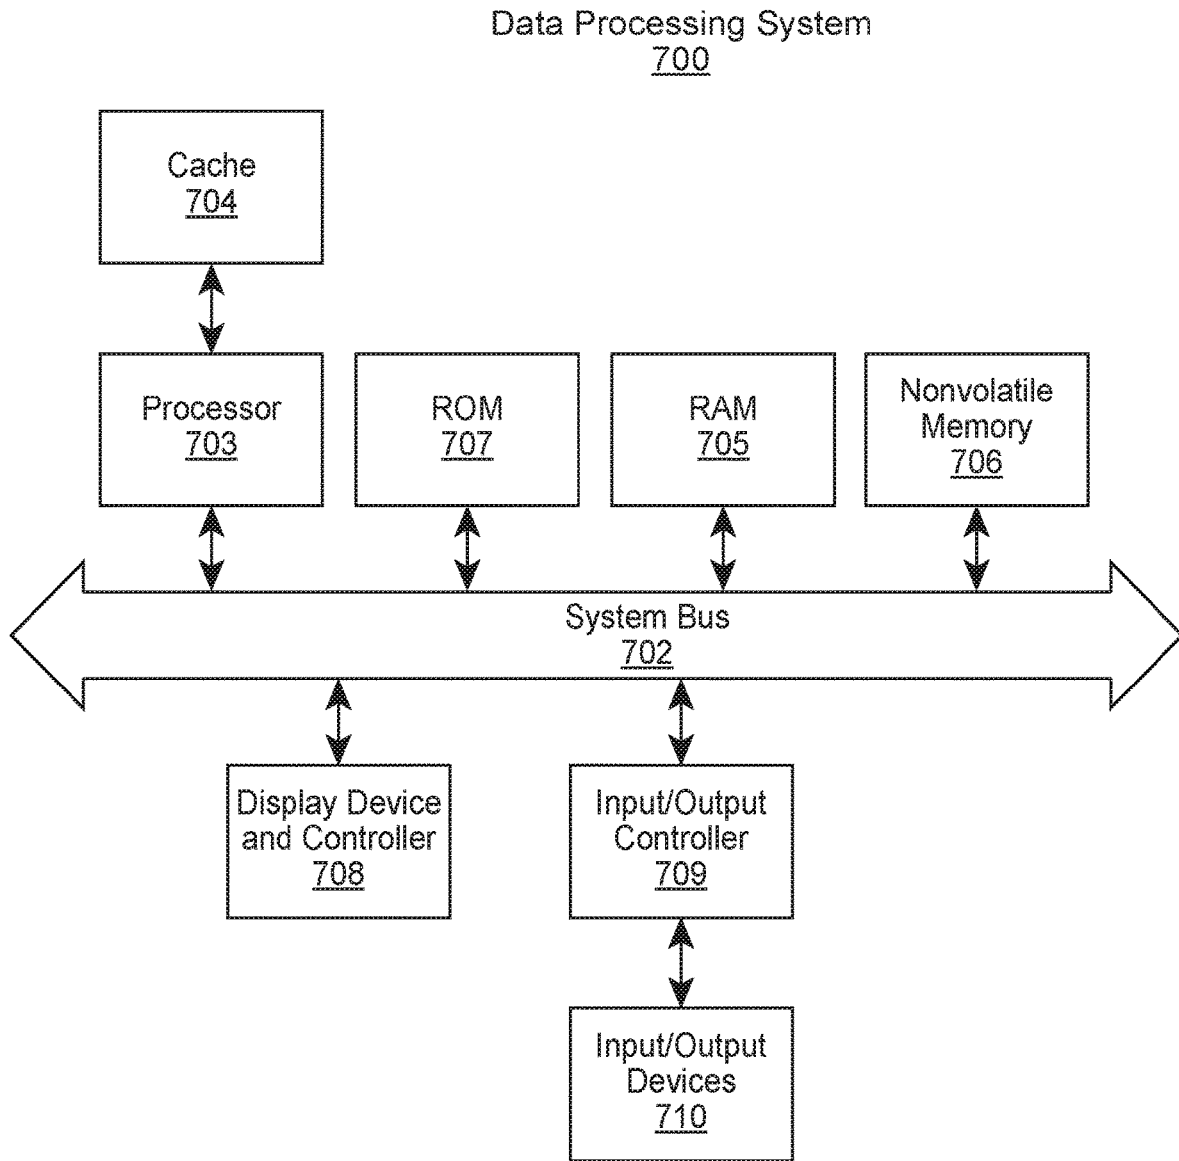 Data Processing System
700
Cache
704
Processor
703
ROM
707
RAM
705
Nonvolatile
Memory
706
System Bus
702
Display Device
and Controller
708
Input/Output
Controller
709
Input/Output
Devices
710